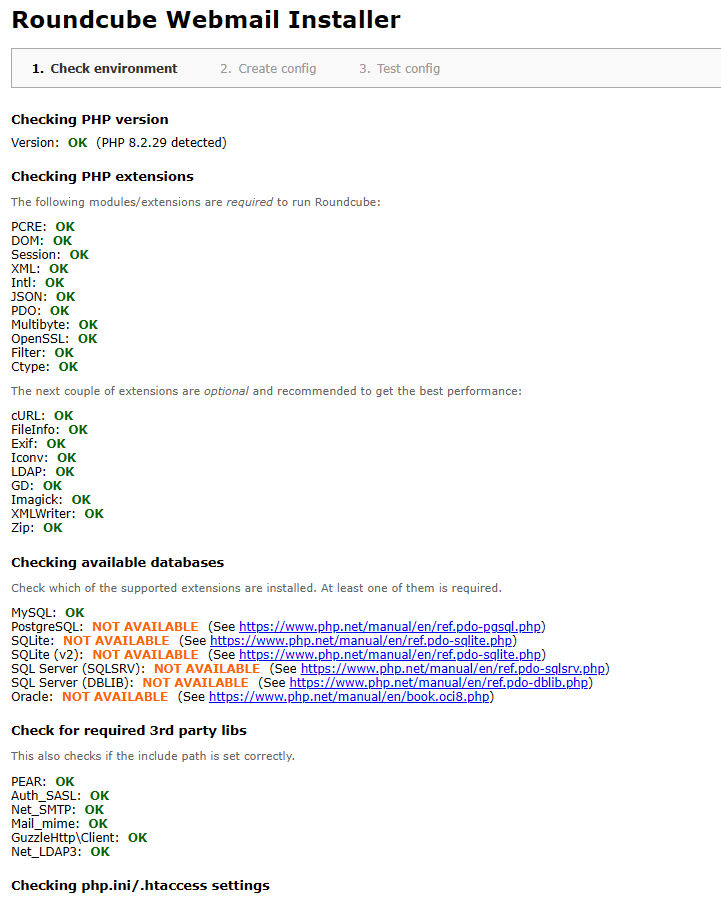 Roundcube Webmail Installer
1. Check environment 2. Create config 3. Test config
Checking PHP version
Version: OK (PHP 8.2.29 detected)
Checking PHP extensions
The following modules/extensions are required to run Roundcube:
PCRE: OK
DOM: OK
Session: OK
XML: OK
Intl: OK
JSON: OK
PDO: OK
Multibyte: OK
OpenSSL: OK
Filter: OK
Ctype: OK
The next couple of extensions are optional and recommended to get the best performance:
cURL: OK
FileInfo: OK
Exif: OK
Iconv: OK
LDAP: OK
GD: OK
Imagick: OK
XMLWriter: OK
Zip: OK
Checking available databases
Check which of the supported extensions are installed. At least one of them is required.
MySQL: OK
PostgreSQL: NOT AVAILABLE (See https://www.php.net/manual/en/ref.pdo-pgsql.php)
SQLite: NOT AVAILABLE (See https://www.php.net/manual/en/ref.pdo-sqlite.php)
SQLite (v2): NOT AVAILABLE (See https://www.php.net/manual/en/ref.pdo-sqlite.php)
SQL Server (SQLSRV): NOT AVAILABLE (See https://www.php.net/manual/en/ref.pdo-sqlsrv.php)
SQL Server (DBLIB): NOT AVAILABLE (See https://www.php.net/manual/en/ref.pdo-dblib.php)
Oracle: NOT AVAILABLE (See https://www.php.net/manual/en/book.oci8.php)
Check for required 3rd party libs
This also checks if the include path is set correctly.
PEAR: OK
Auth_SASL: OK
Net_SMTP: OK
Mail_mime: OK
GuzzleHttp\Client: OK
Net_LDAP3: OK
Checking php.ini/.htaccess settings